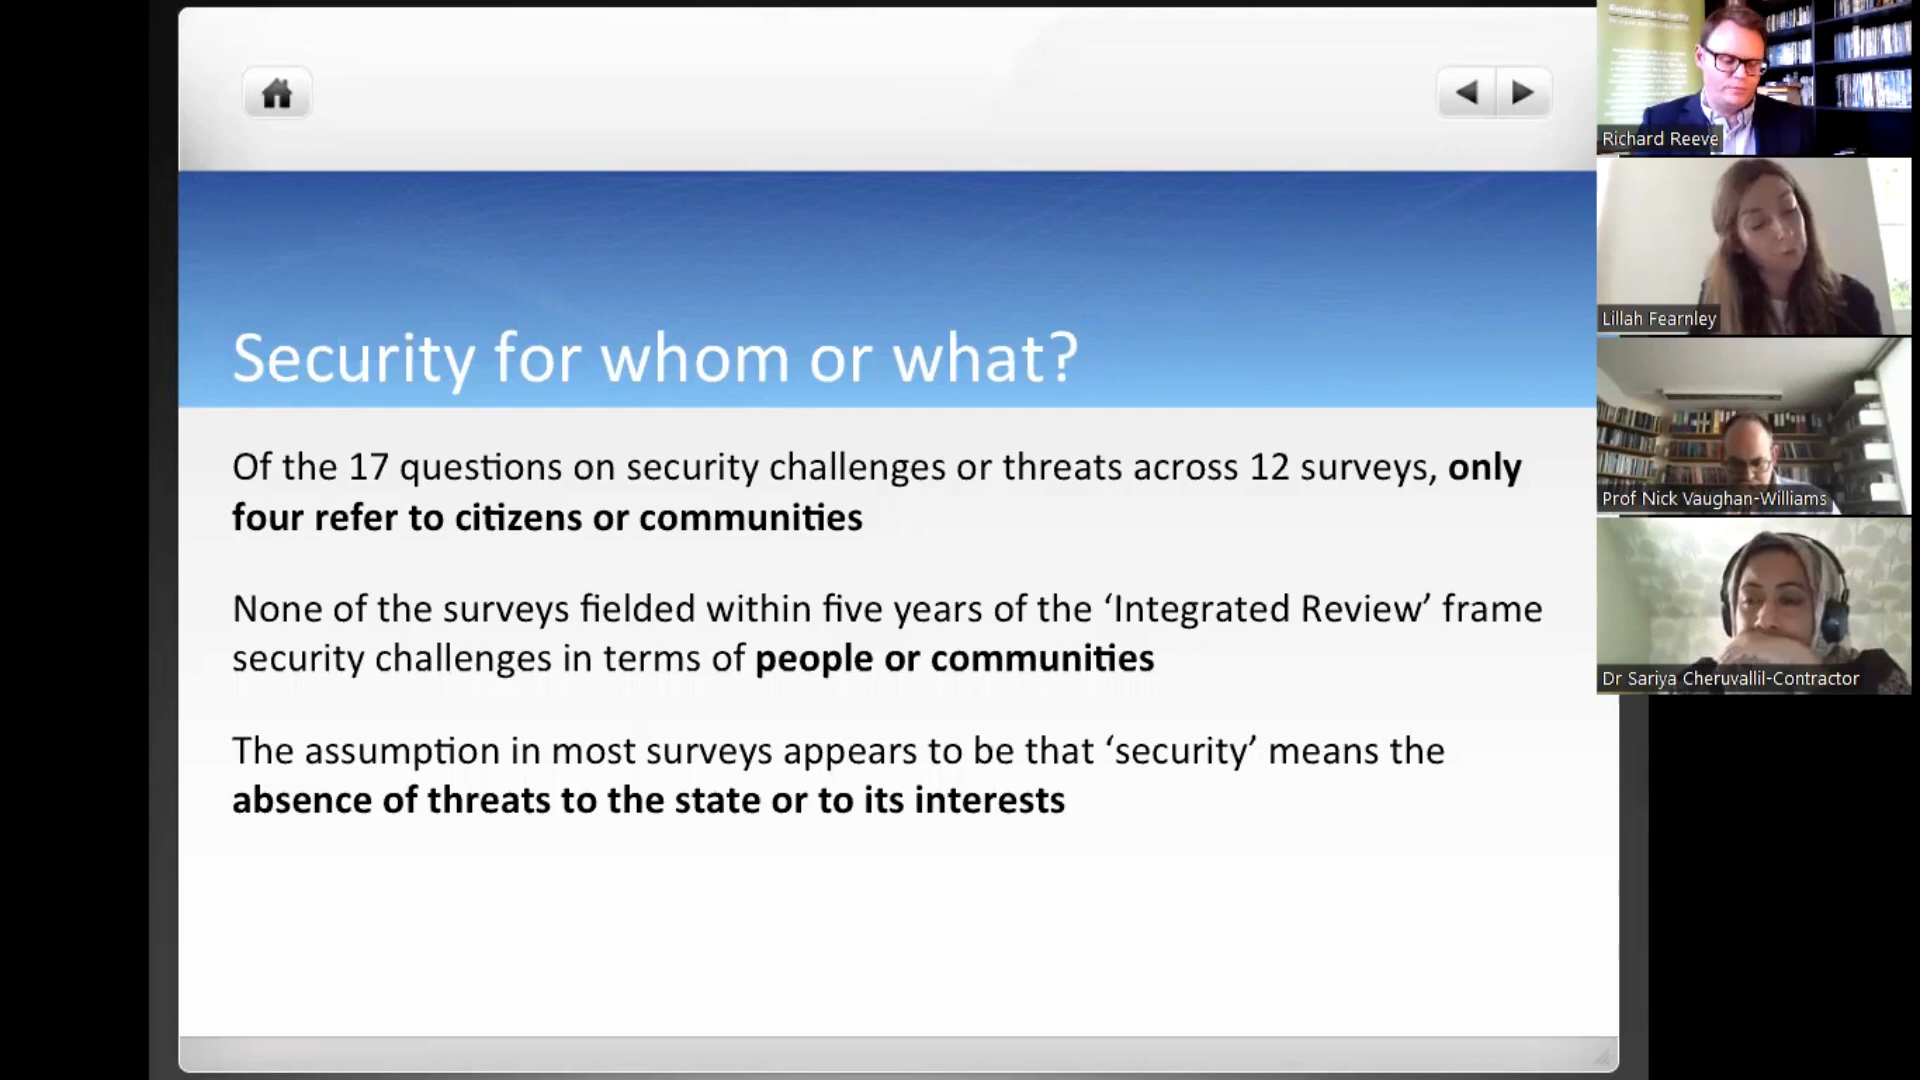 Security for whom or what?
Of the 17 questions on security challenges or threats across 12 surveys, only
four refer to citizens or communities
None of the surveys fielded within five years of the ‘Integrated Review’ frame
security challenges in terms of people or communities
The assumption in most surveys appears to be that ‘security’ means the
absence of threats to the state or to its interests
Rethinking Security
Richard Reeve
Lillah Fearnley
Prof Nick Vaughan-Williams
Dr Sariya Cheruvallil-Contractor